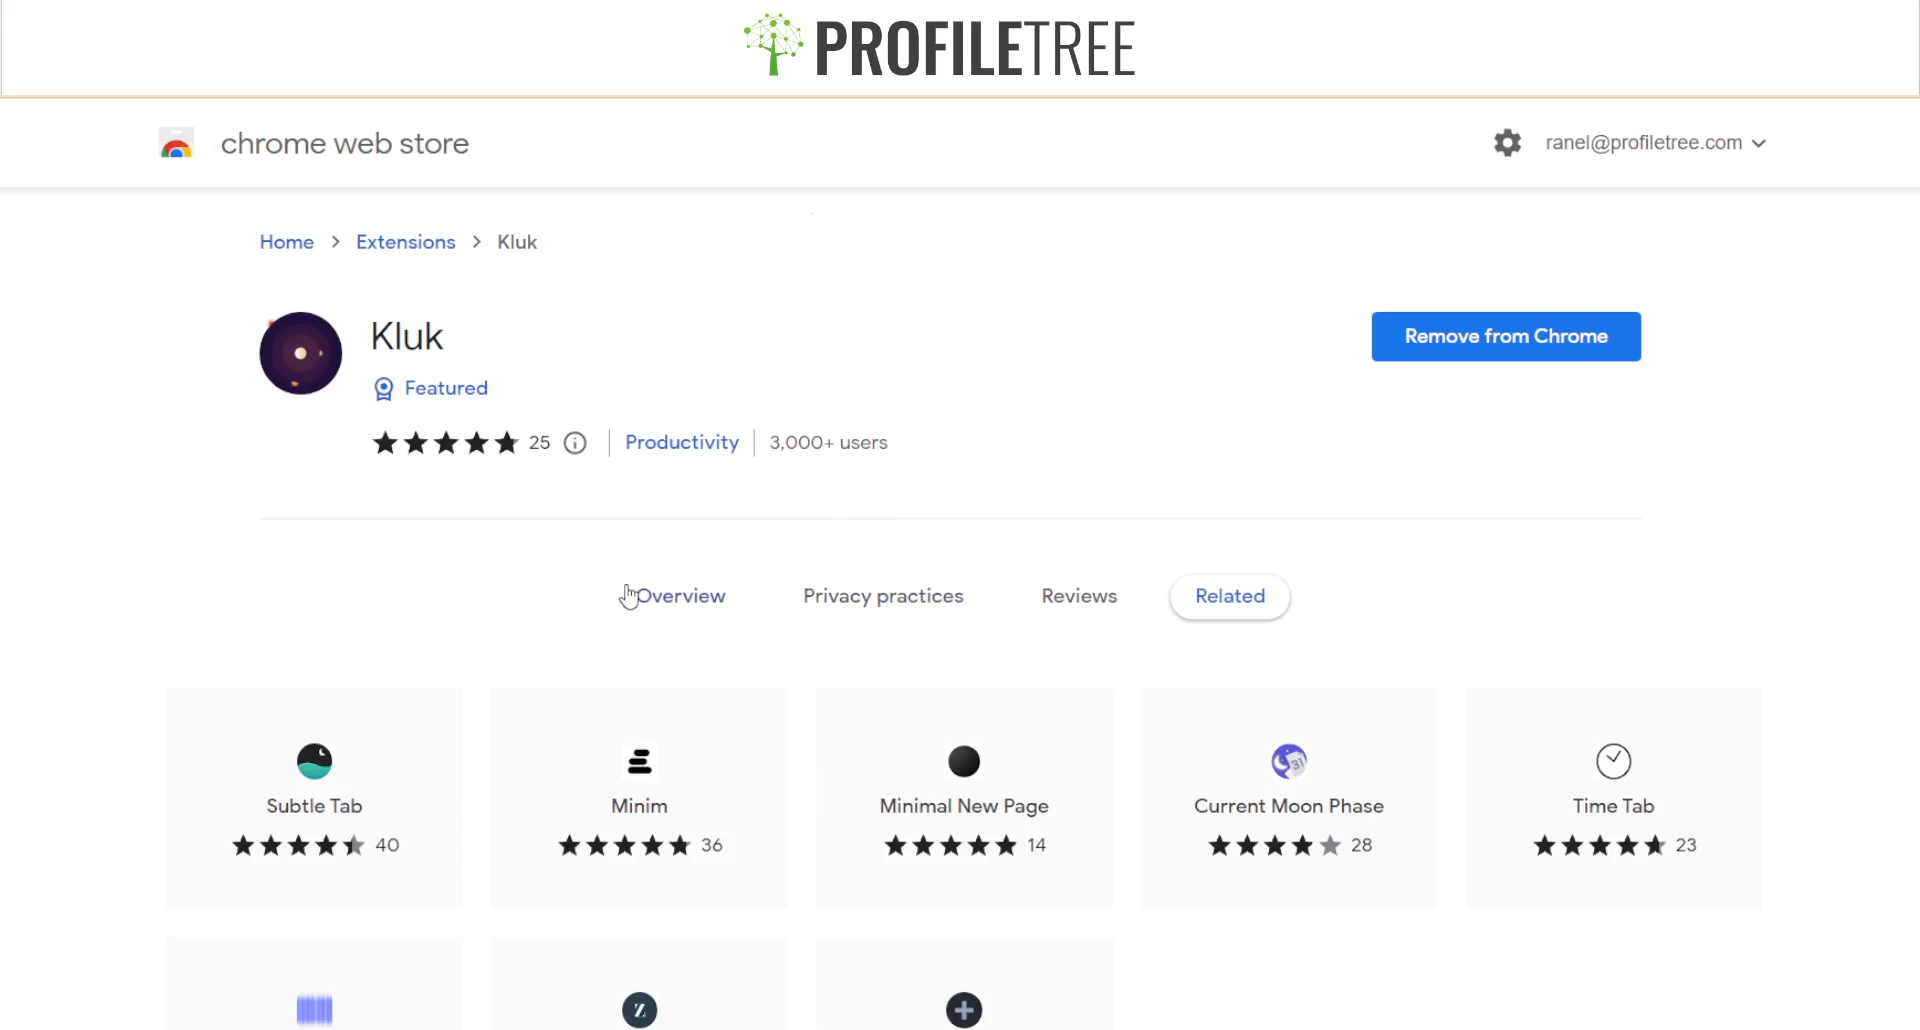 PROFILETREE
chrome web store
ranel@profiletree.com
Home > Extensions > Kluk
Kluk
Remove from Chrome
Featured
25
Productivity
3,000+ users
Overview
Privacy practices
Reviews
Related
Subtle Tab
40
Minim
36
Minimal New Page
14
31
Current Moon Phase
28
Time Tab
23
Z